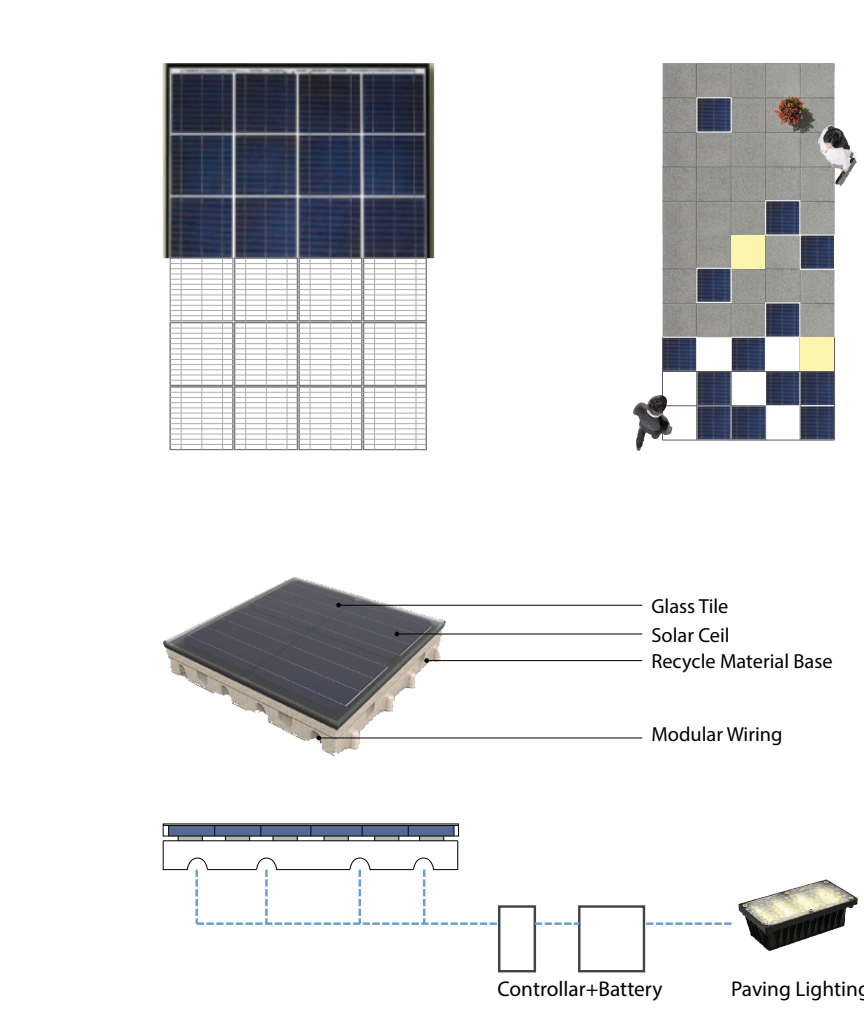 Glass Tile
Solar Ceil
Recycle Material Base
Modular Wiring
Controllar+Battery
Paving Lighting